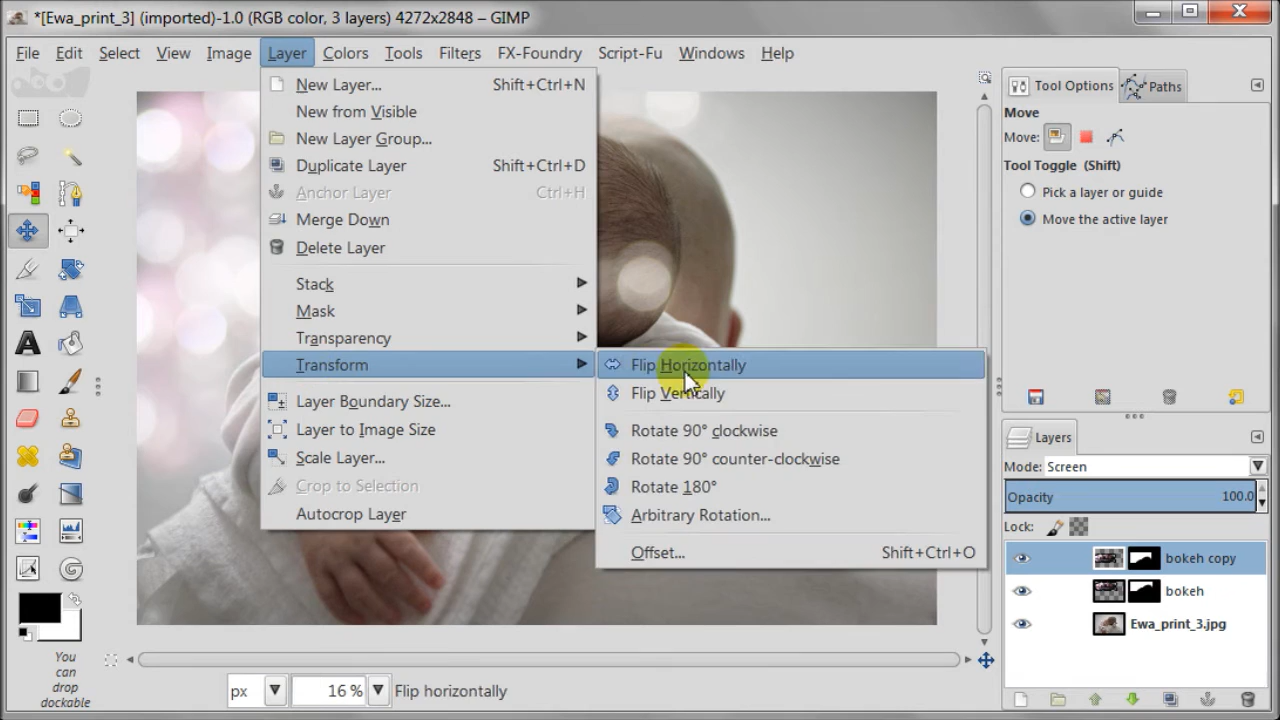 *[Ewa_print_3] (imported)-1.0 (RGB color, 3 layers) 4272x2848 – GIMP
File Edit Select View Image Layer Colors Tools Filters FX-Foundry Script-Fu Windows Help
New Layer... Shift+Ctrl+N
New from Visible
New Layer Group...
Duplicate Layer Shift+Ctrl+D
Anchor Layer Ctrl+H
Merge Down
Delete Layer
Stack
Mask
Transparency
Transform
Layer Boundary Size...
Layer to Image Size
Scale Layer...
Crop to Selection
Autocrop Layer
Flip Horizontally
Flip Vertically
Rotate 90° clockwise
Rotate 90° counter-clockwise
Rotate 180°
Arbitrary Rotation...
Offset... Shift+Ctrl+O
Tool Options Paths
Move
Move:
Tool Toggle (Shift)
Pick a layer or guide
Move the active layer
Layers
Mode: Screen
Opacity 100.0
Lock:
bokeh copy
bokeh
Ewa_print_3.jpg
You
can
drop
dockable
px 16 % Flip horizontally